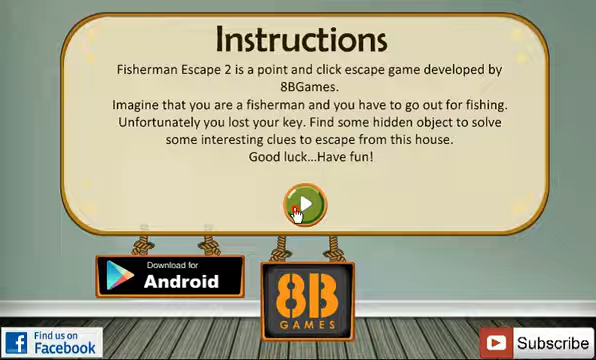 Instructions
Fisherman Escape 2 is a point and click escape game developed by
8BGames.
Imagine that you are a fisherman and you have to go out for fishing.
Unfortunately you lost your key. Find some hidden object to solve
some interesting clues to escape from this house.
Good luck...Have fun!
Download for
Android
8B
GAMES
Find us on
Facebook
Subscribe